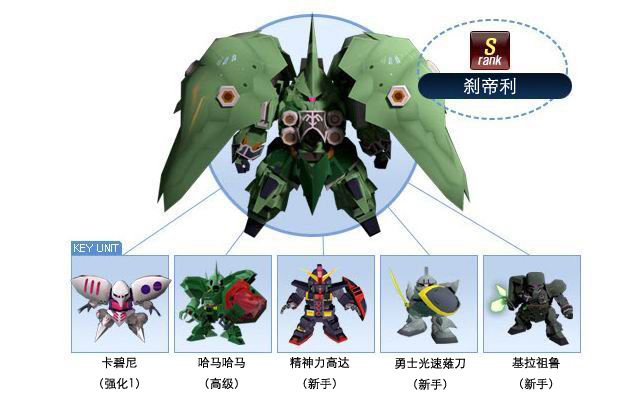 S
rank
刹帝利
KEY UNIT
卡碧尼
(强化1)
哈马哈马
(高级)
精神力高达
(新手)
勇士光速薙刀
(新手)
基拉祖鲁
(新手)